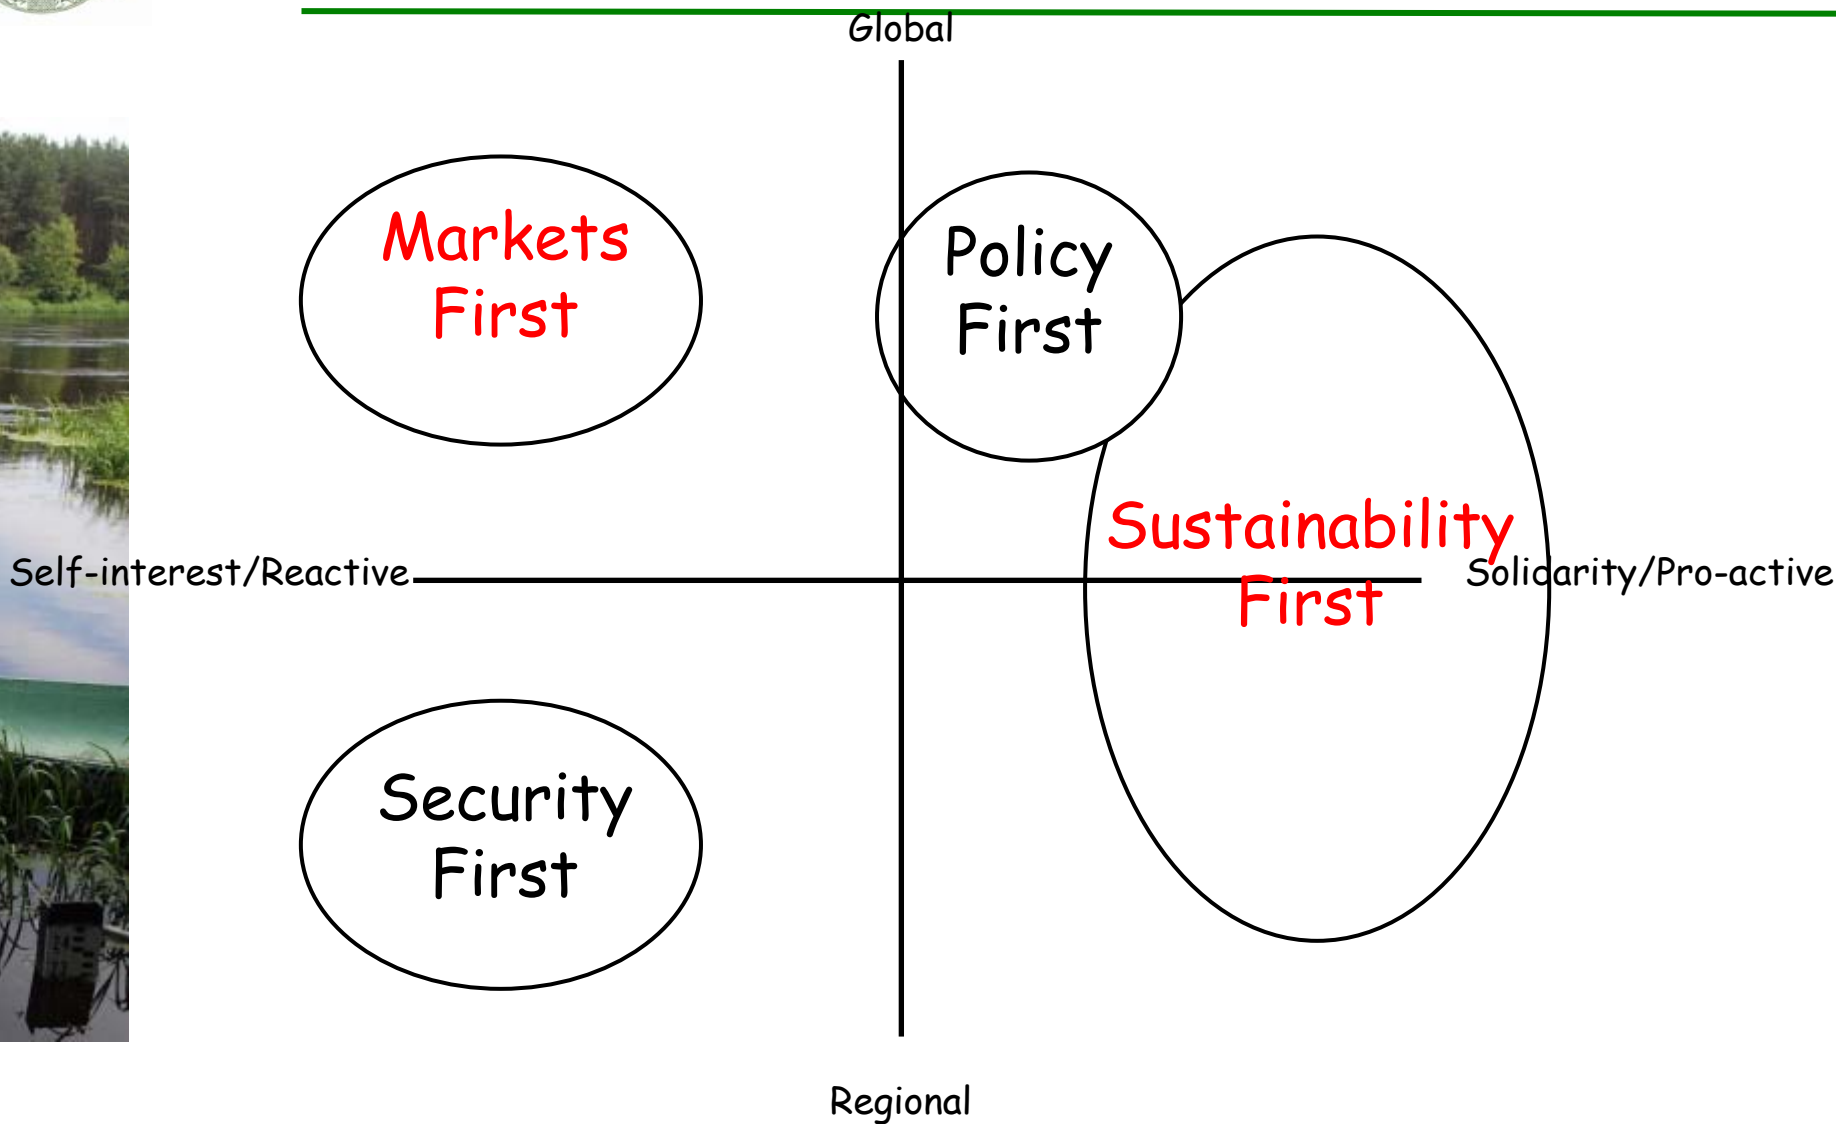 Global
Markets
First
Policy
First
Sustainability
First
Self-interest/Reactive
Solidarity/Pro-active
Security
First
Regional